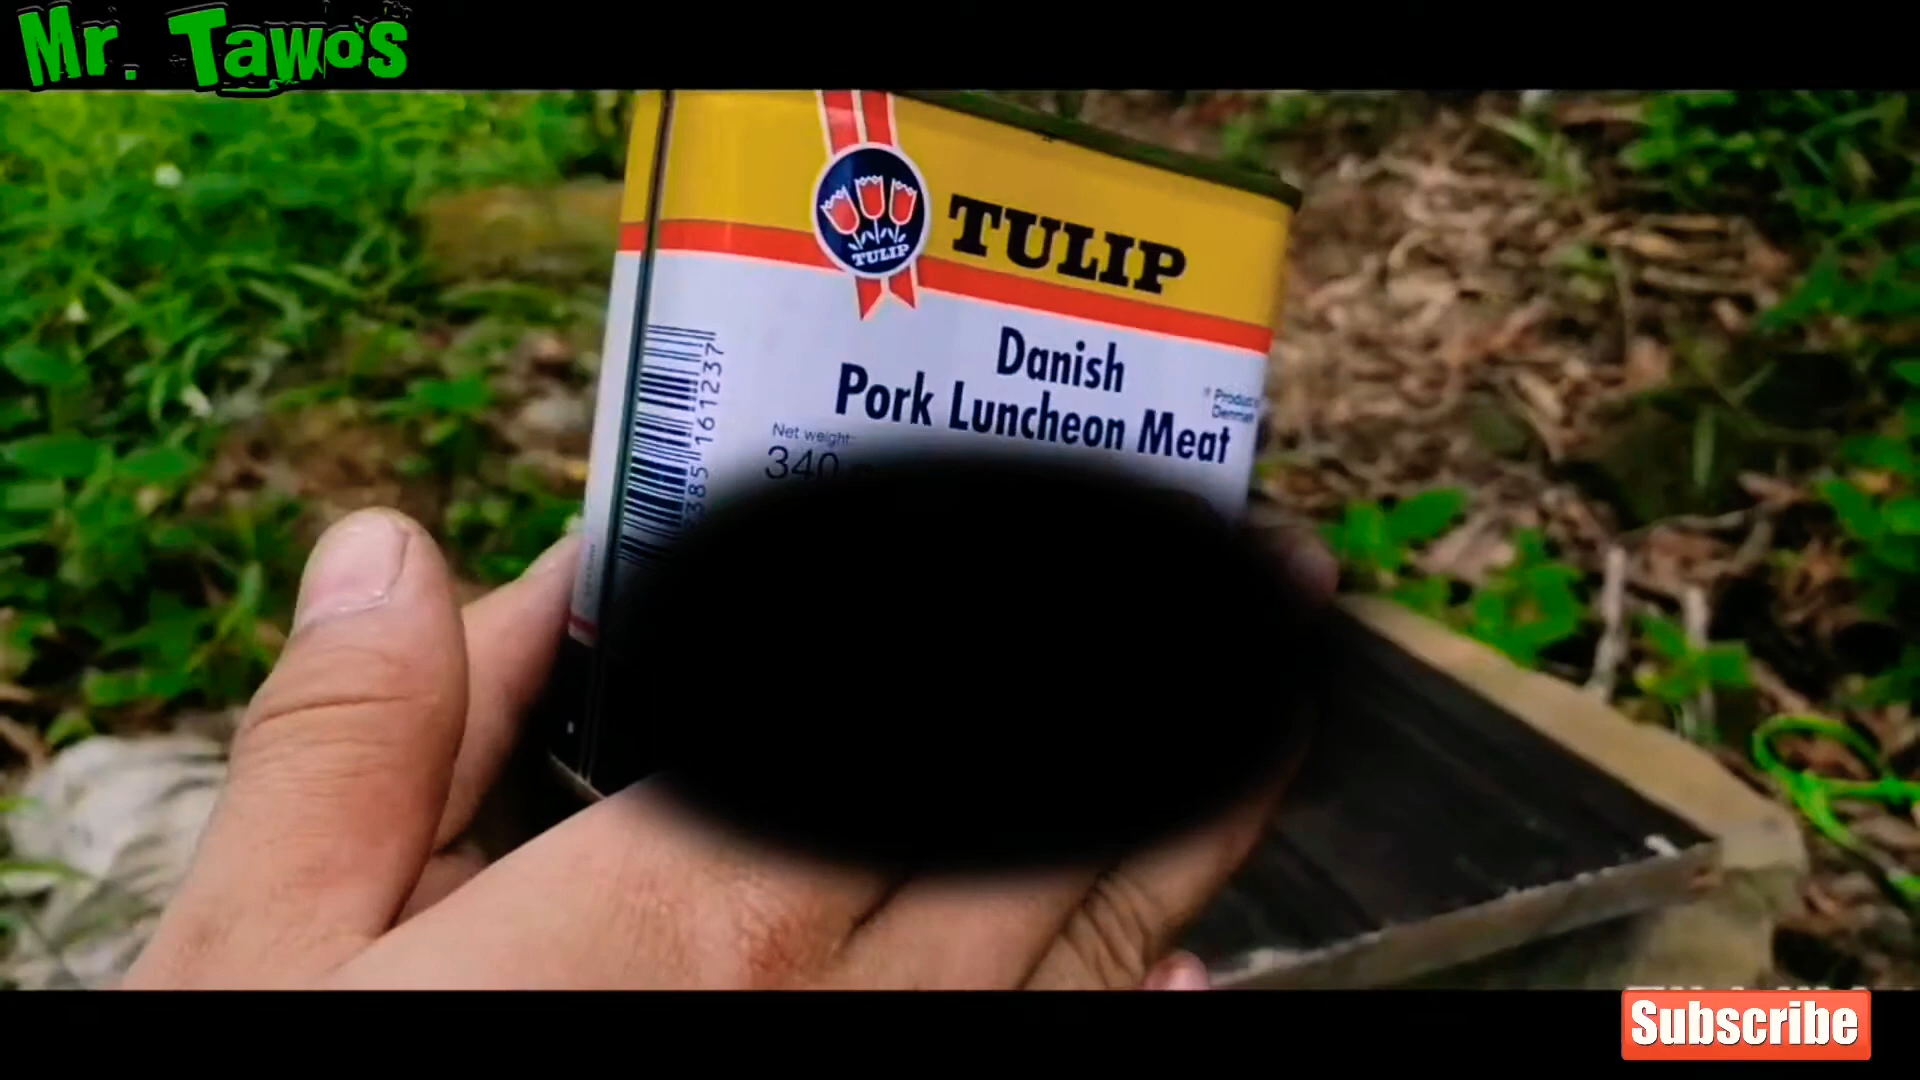 Mr. Tawos
TULIP
TULIP
Danish
Pork Luncheon Meat
Net weight:
340
Subscribe